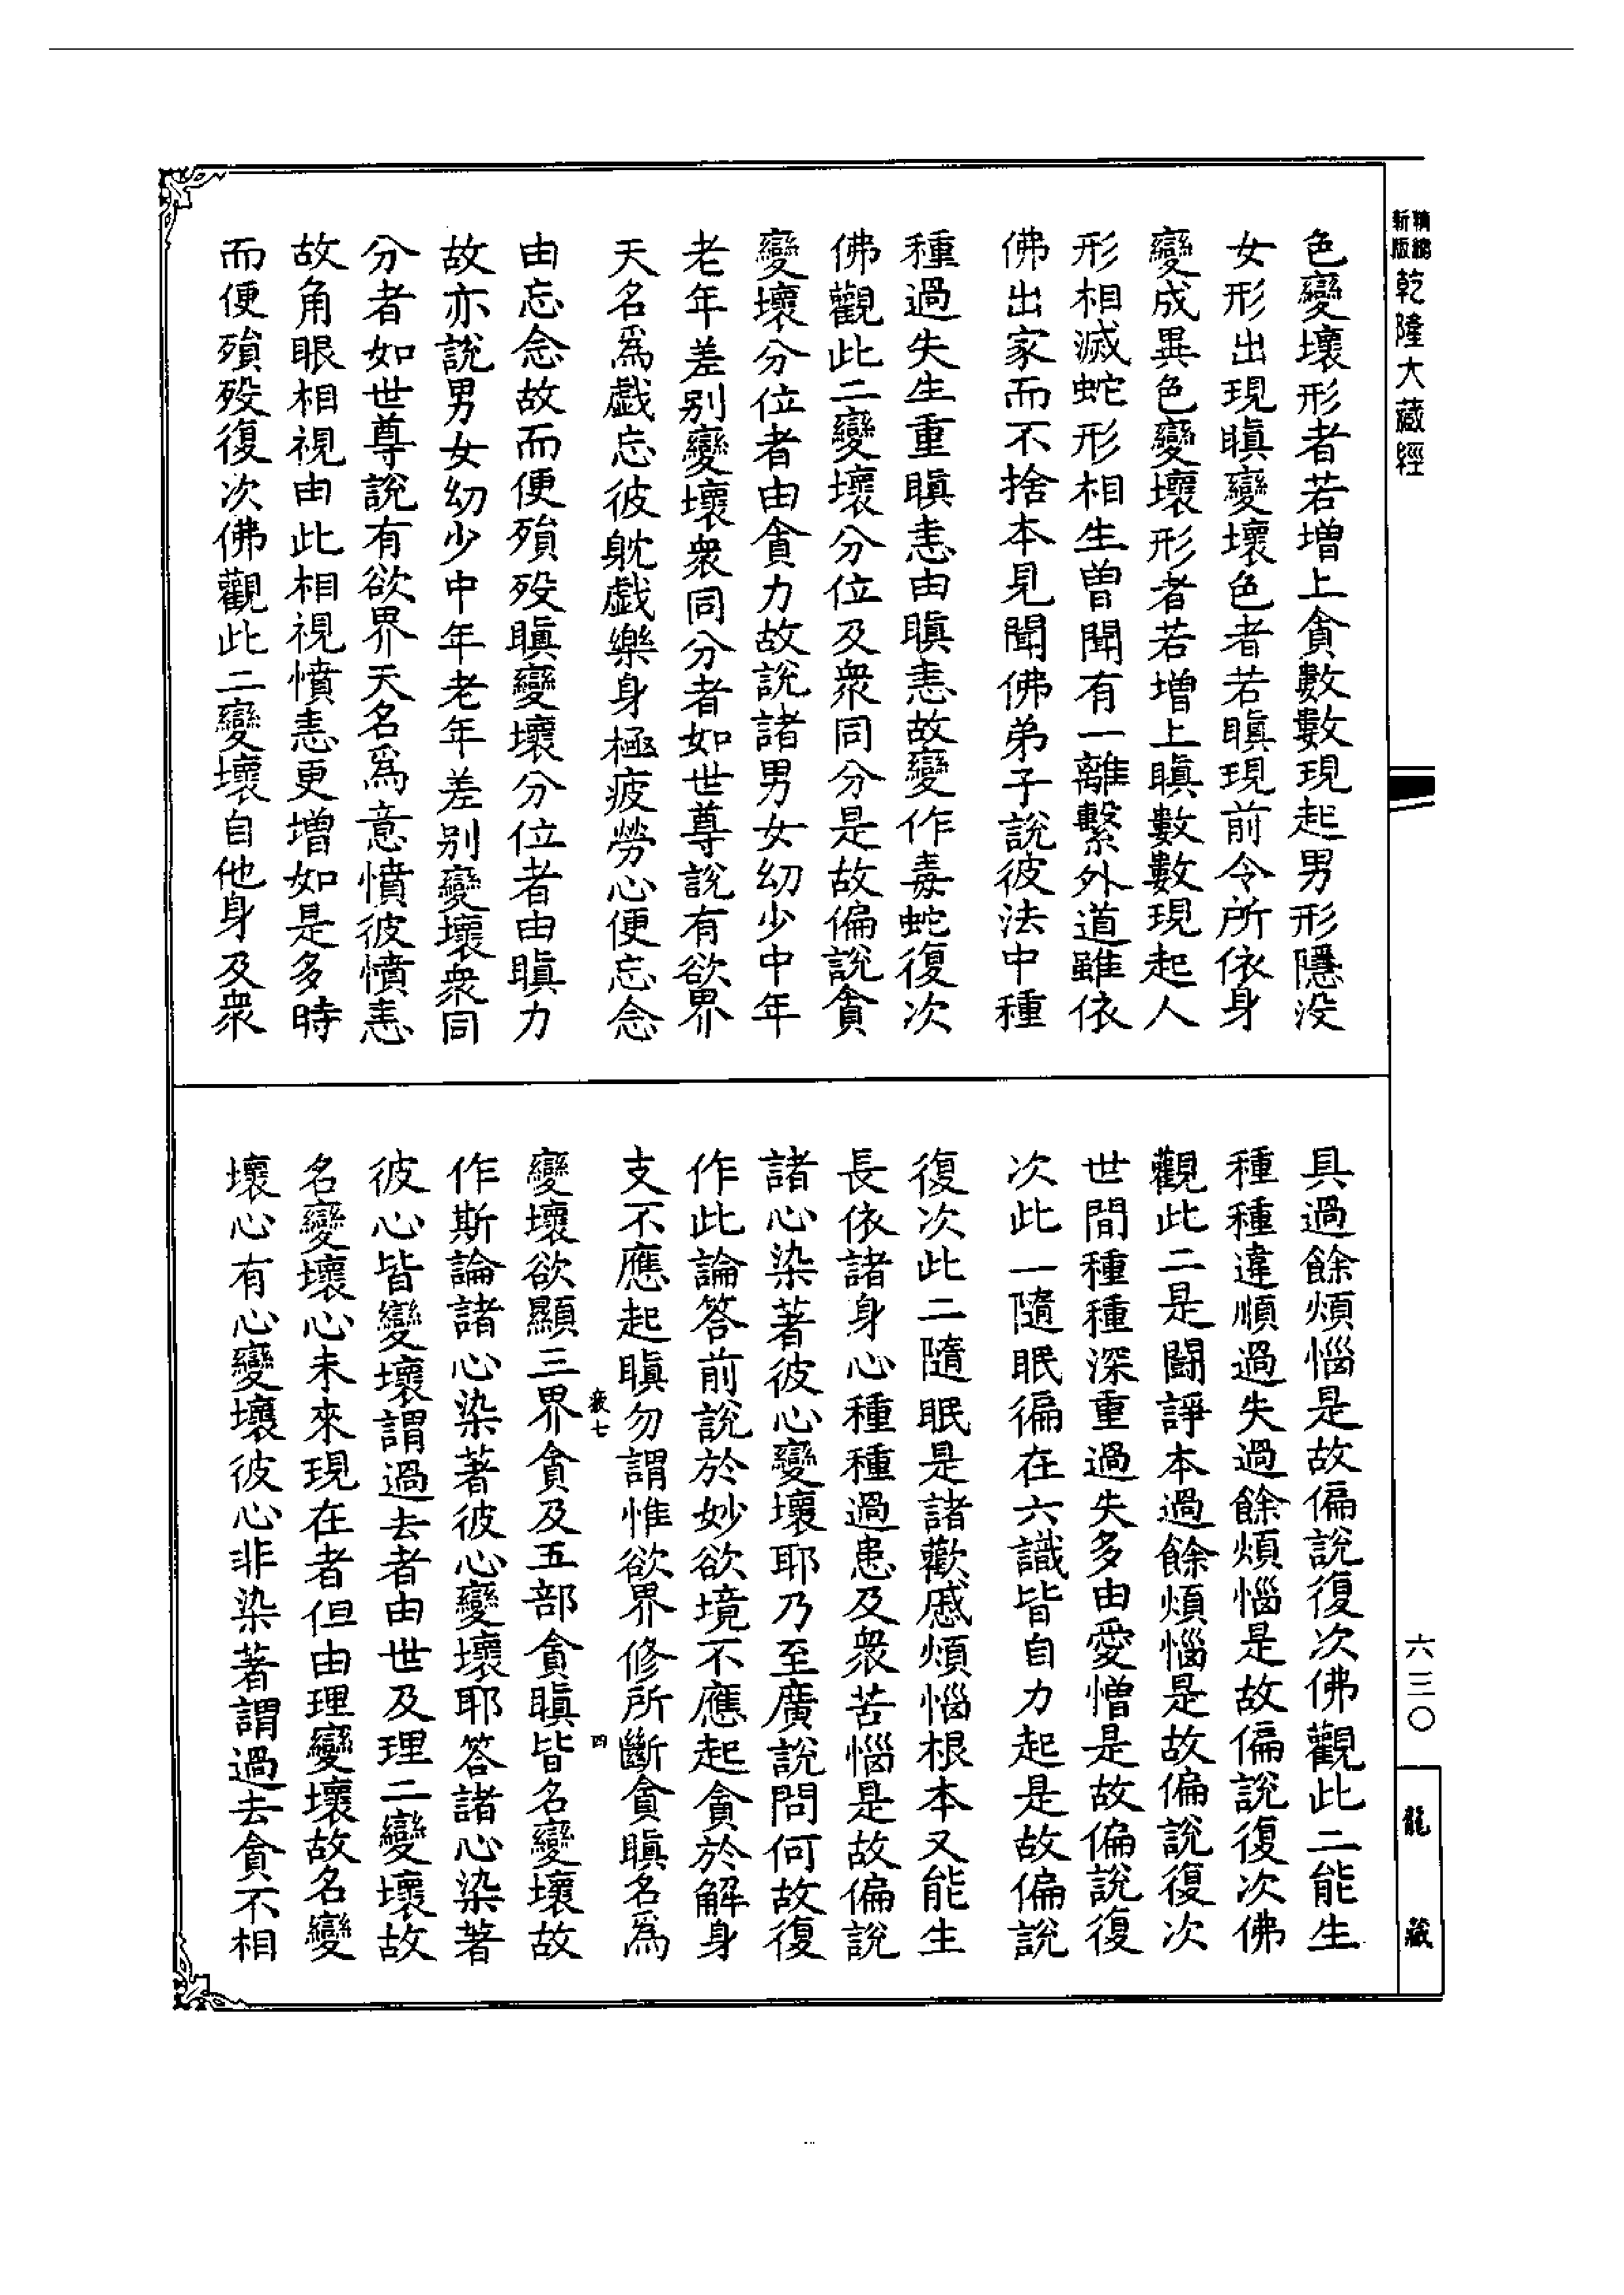 精縮
新版
乾隆大藏經
色變壞形者若增上貪數數現起男形隱没
女形出現瞋變壞色者若瞋現前令所依身
變成異色變壞形者若增上瞋數數現起人
形相滅蛇形相生曾聞有一離繫外道雖依
佛出家而不捨本見聞佛弟子說彼法中種
種過失生重瞋恚由瞋恚故變作毒蛇復次
佛觀此二變壞分位及衆同分是故偏說貪
變壞分位者由貪力故說諸男女幼少中年
老年差别變壞衆同分者如世尊說有欲界
天名爲戲忘彼躭戲樂身極疲勞心便忘念
由忘念故而便殞歿瞋變壞分位者由瞋力
故亦說男女幼少中年老年差别變壞衆同
分者如世尊說有欲界天名爲意憤彼憤恚
故角眼相視由此相視憤恚更增如是多時
而便殞歿復次佛觀此二變壞自他身及衆
具過餘煩惱是故偏說復次佛觀此二能生
種種違順過失過餘煩惱是故偏說復次佛
觀此二是鬪諍本過餘煩惱是故偏說復次
世間種種深重過失多由愛憎是故偏說復
次此一隨眠徧在六識皆自力起是故偏說
復次此二隨眠是諸歡慼煩惱根本又能生
長依諸身心種種過患及衆苦惱是故偏說
諸心染著彼心變壞耶乃至廣說問何故復
作此論答前說於妙欲境不應起貪於解身
支不應起瞋勿謂惟欲界修所斷貪瞋名爲
變壞欲顯三界貪及五部貪瞋皆名變壞故
作斯論諸心染著彼心變壞耶答諸心染著
彼心皆變壞謂過去者由世及理二變壞故
名變壞心未來現在者但由理變壞故名變
壞心有心變壞彼心非染著謂過去貪不相
四
六三〇
龍藏